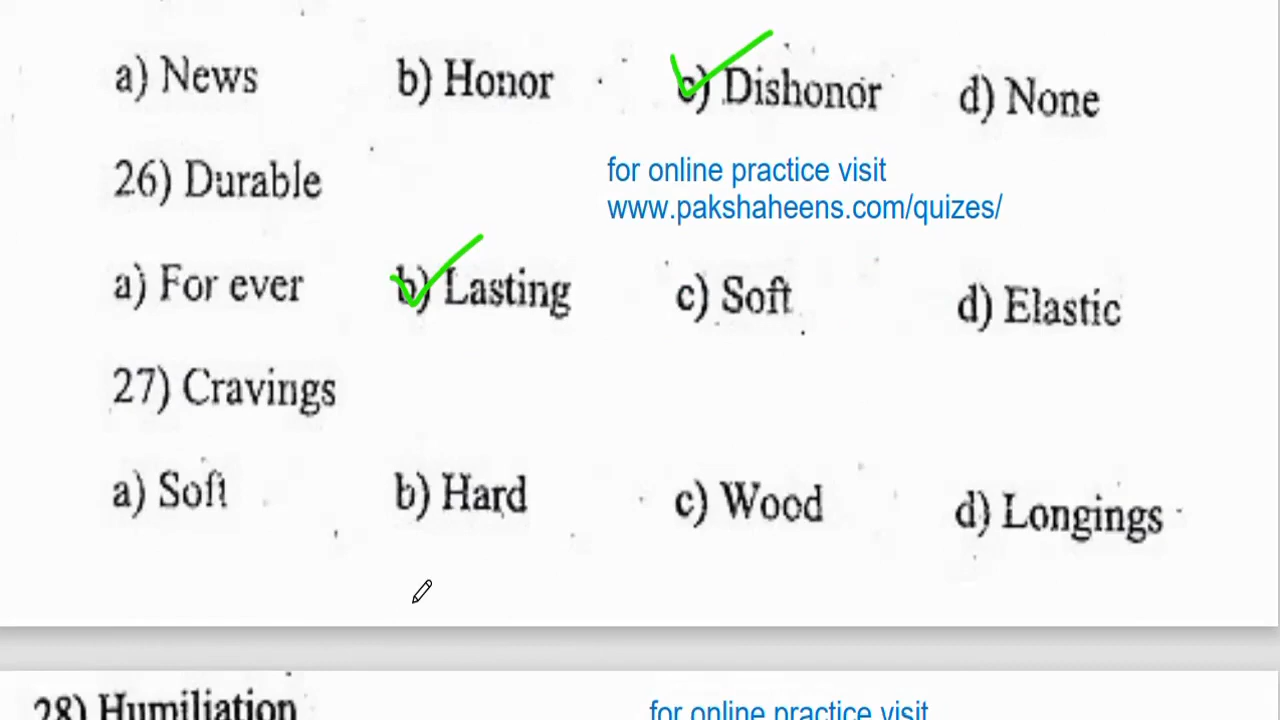 a) News b) Honor c) Dishonor d) None
26) Durable
for online practice visit
www.pakshaheens.com/quizes/
a) For ever b) Lasting c) Soft d) Elastic
27) Cravings
a) Soft b) Hard c) Wood d) Longings
28) Humiliation
for online practice visit